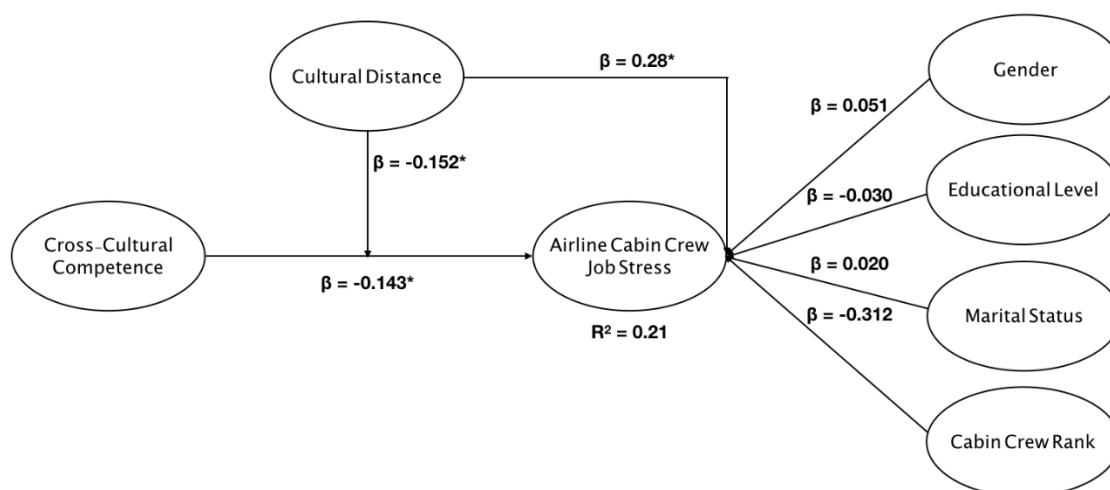 Cultural Distance
β = 0.28*
Gender
β = 0.051
β = -0.152*
β = -0.030
Educational Level
Cross-Cultural
Competence
β = -0.143*
Airline Cabin Crew
Job Stress
R² = 0.21
β = 0.020
β = -0.312
Marital Status
Cabin Crew Rank